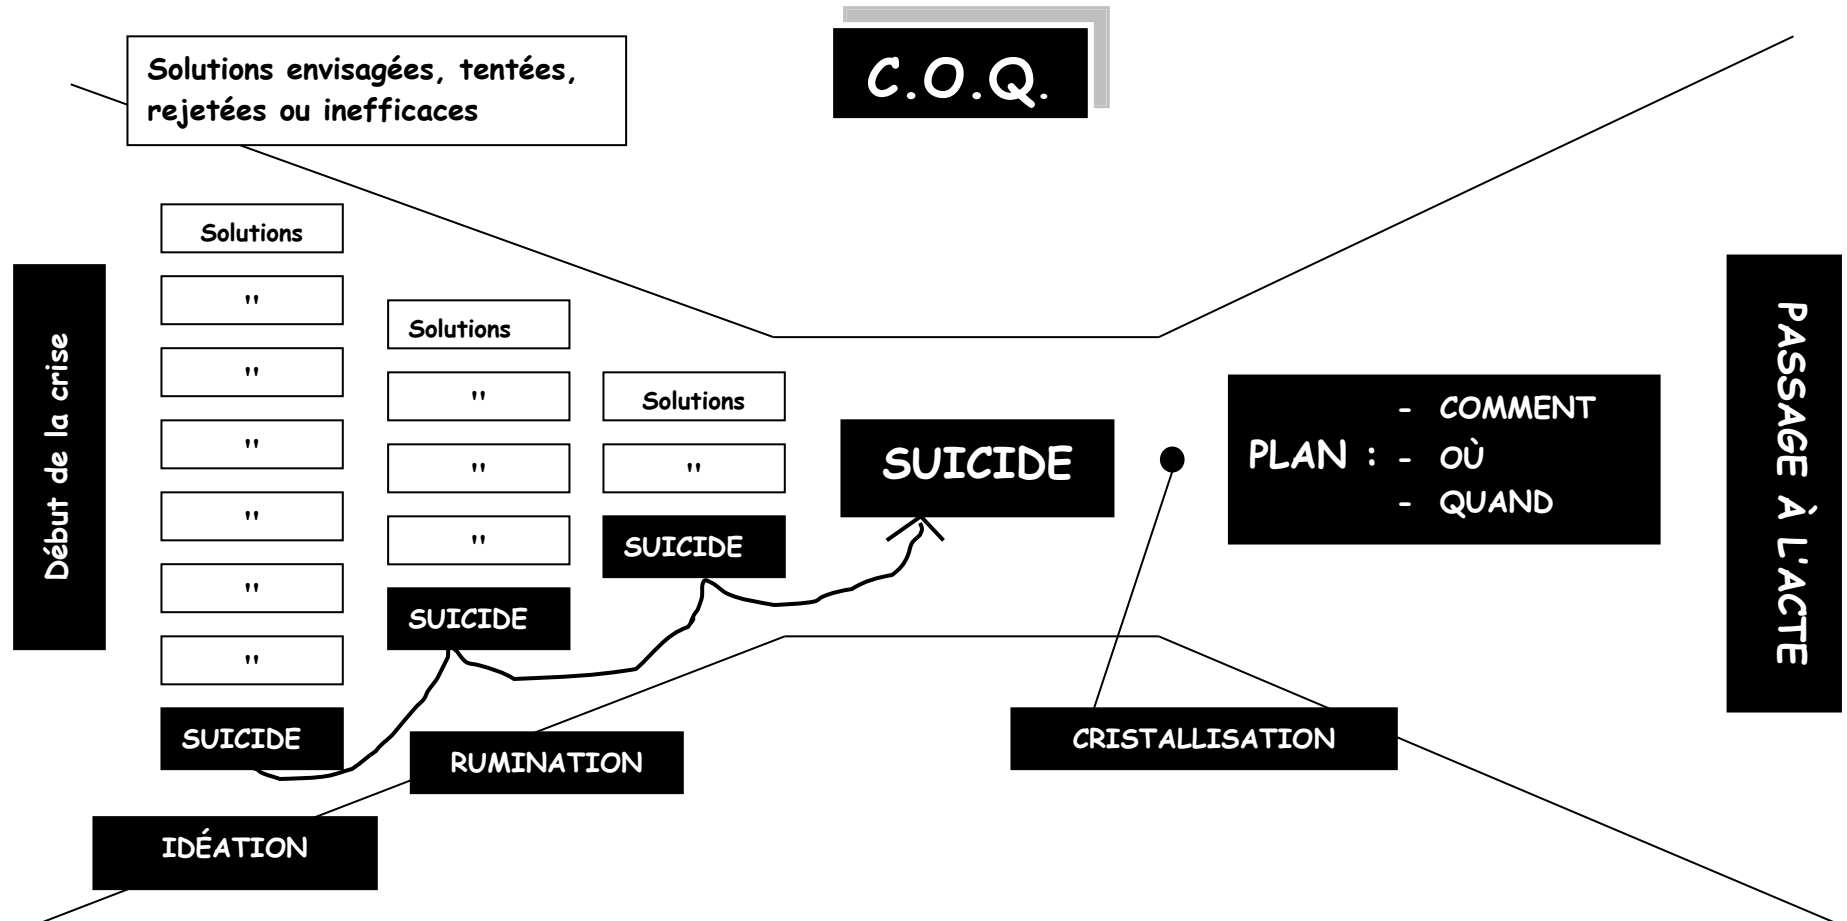 C.O.Q.
Solutions envisagées, tentées,
rejetées ou inefficaces
Début de la crise
Solutions
"
"
"
"
"
"
SUICIDE
Solutions
"
"
"
SUICIDE
Solutions
"
SUICIDE
SUICIDE
PLAN :
- COMMENT
- OÙ
- QUAND
PASSAGE À L'ACTE
IDÉATION
RUMINATION
CRISTALLISATION